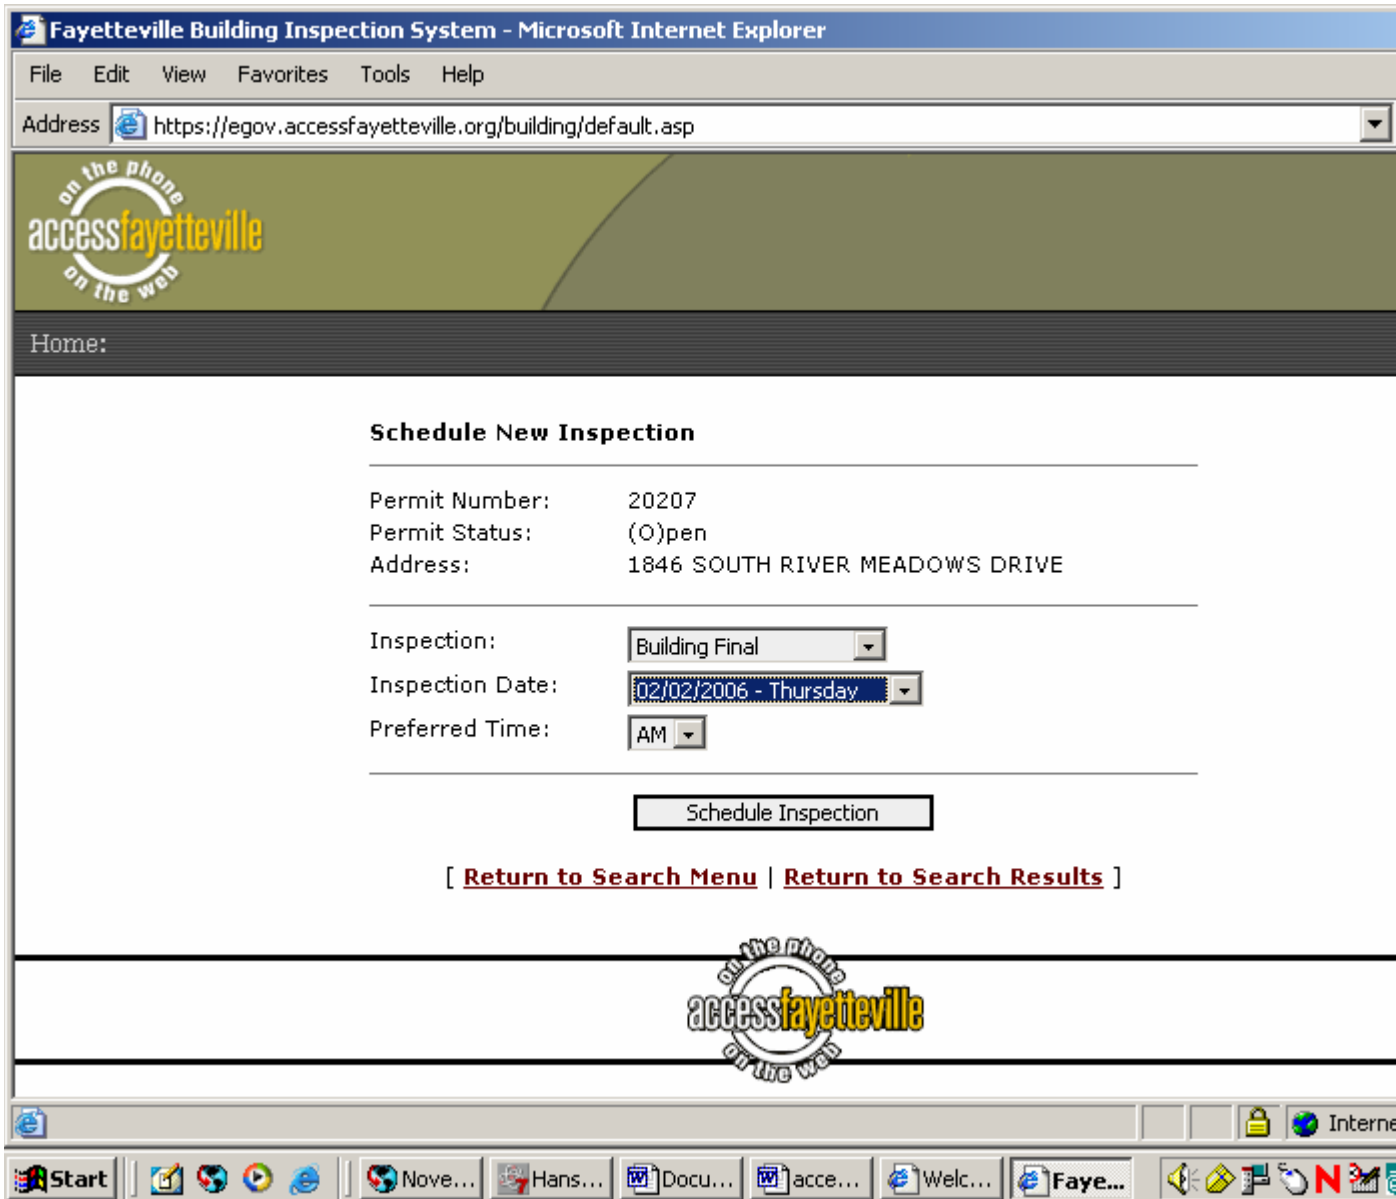 Fayetteville Building Inspection System - Microsoft Internet Explorer
File Edit View Favorites Tools Help
Address https://egov.accessfayetteville.org/building/default.asp
on the phone
accessfayetteville
on the web
Home:
Schedule New Inspection
Permit Number: 20207
Permit Status: (O)pen
Address: 1846 SOUTH RIVER MEADOWS DRIVE
Inspection: Building Final
Inspection Date: 02/02/2006 - Thursday
Preferred Time: AM
Schedule Inspection
[ Return to Search Menu | Return to Search Results ]
on the phone
accessfayetteville
on the web
Interne
Start Nove... Hans... Docu... acce... Welc... Faye... N